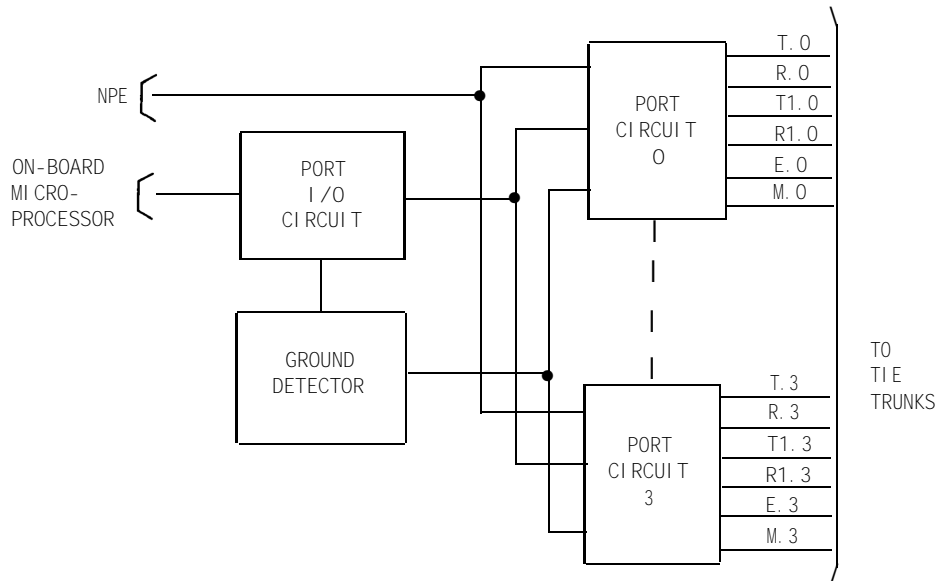 NPE
ON-BOARD
MICRO-
PROCESSOR
PORT
I/O
CIRCUIT
GROUND
DETECTOR
PORT
CIRCUIT
0
T.0
R.0
T1.0
R1.0
E.0
M.0
PORT
CIRCUIT
3
T.3
R.3
T1.3
R1.3
E.3
M.3
TO
TIE
TRUNKS